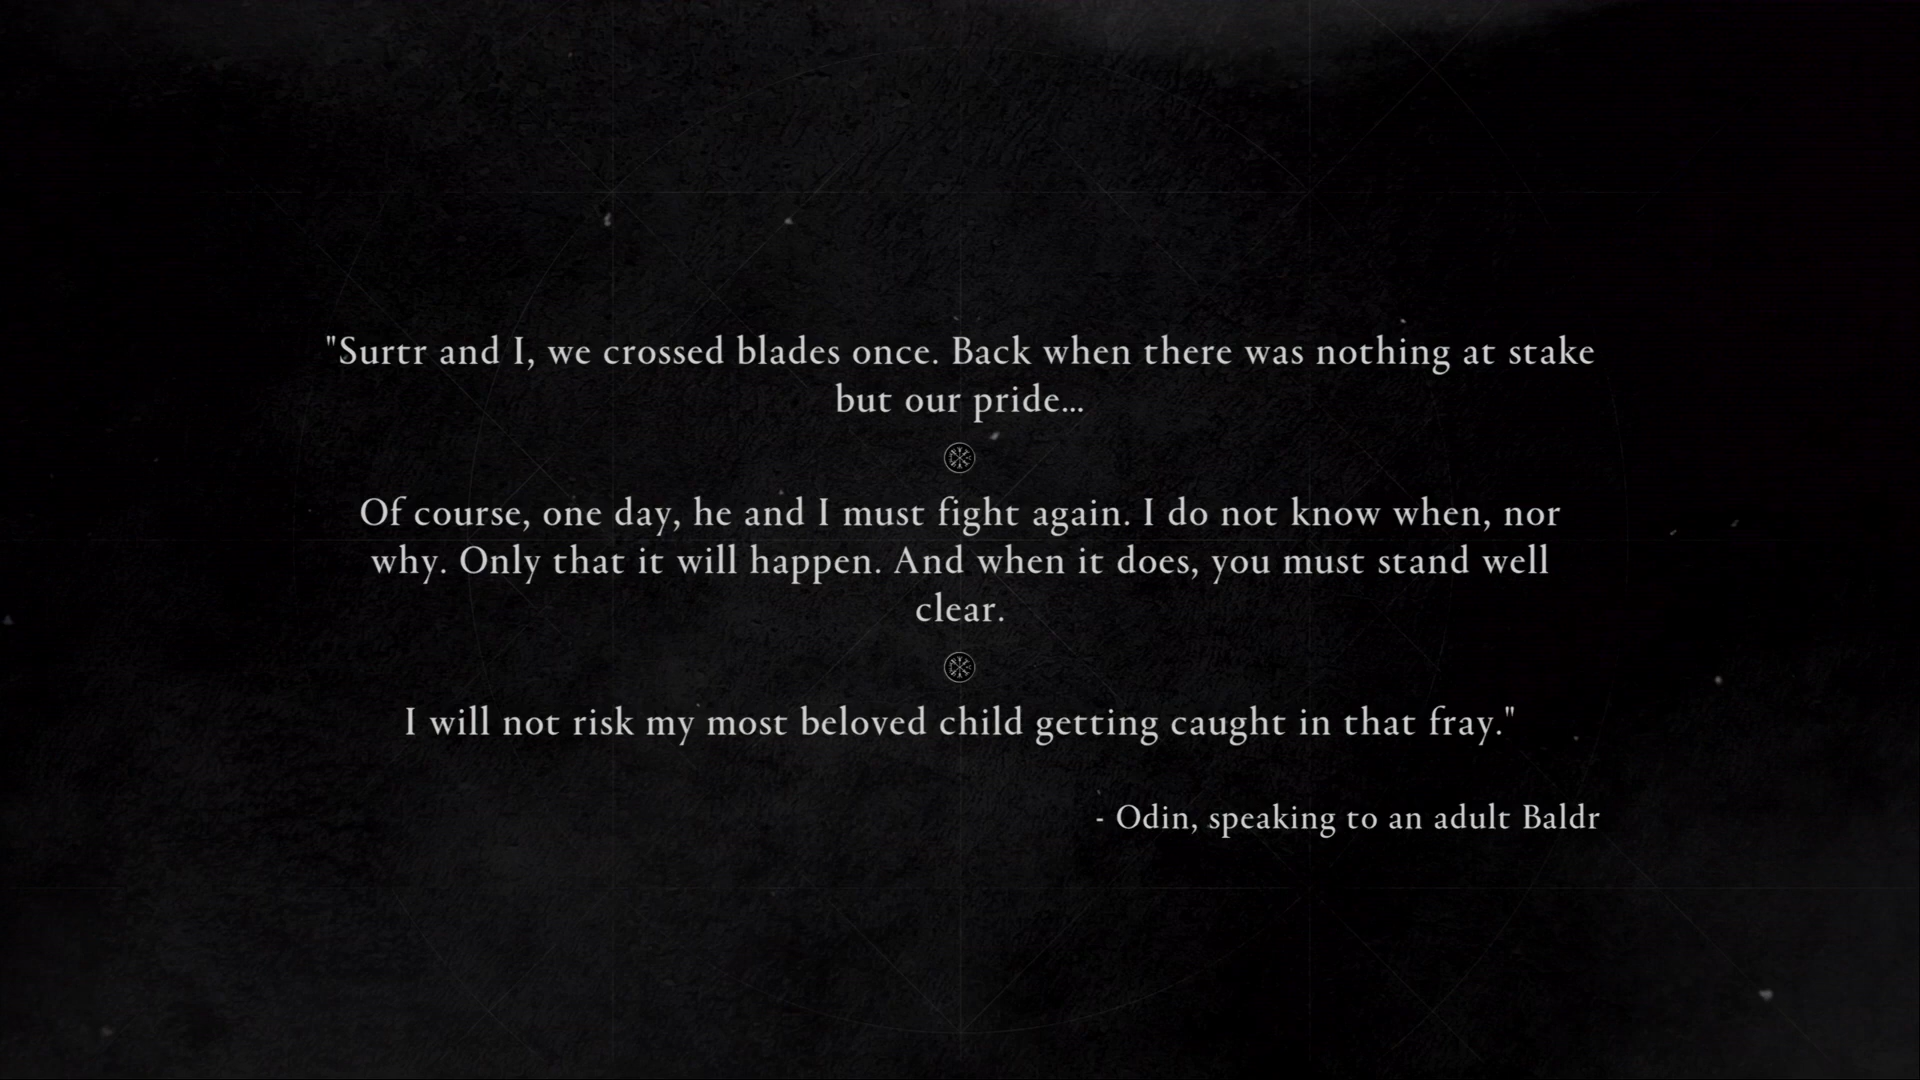 "Surtr and I, we crossed blades once. Back when there was nothing at stake
but our pride...
Of course, one day, he and I must fight again. I do not know when, nor
why. Only that it will happen. And when it does, you must stand well
clear.
I will not risk my most beloved child getting caught in that fray."
- Odin, speaking to an adult Baldr